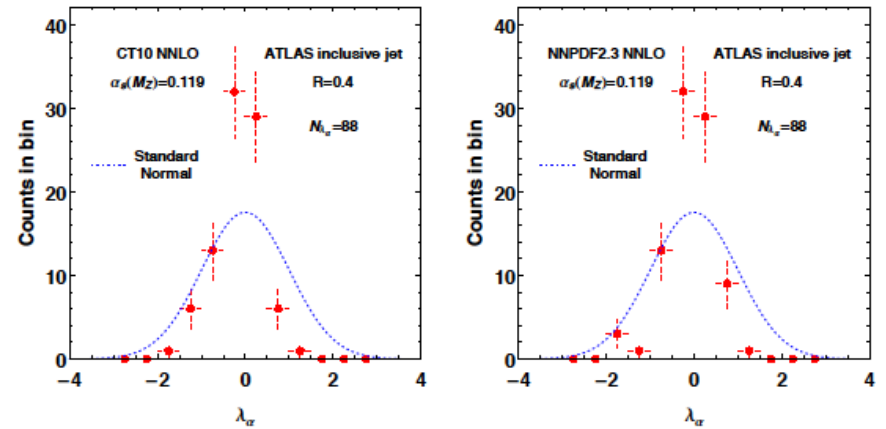 CT10 NNLO ATLAS inclusive jet
αs(MZ)=0.119 R=0.4
Nλα=88
Standard
Normal
Counts in bin
40
30
20
10
0
−4 −2 0 2 4
λα
NNPDF2.3 NNLO ATLAS inclusive jet
αs(MZ)=0.119 R=0.4
Nλα=88
Standard
Normal
Counts in bin
40
30
20
10
0
−4 −2 0 2 4
λα